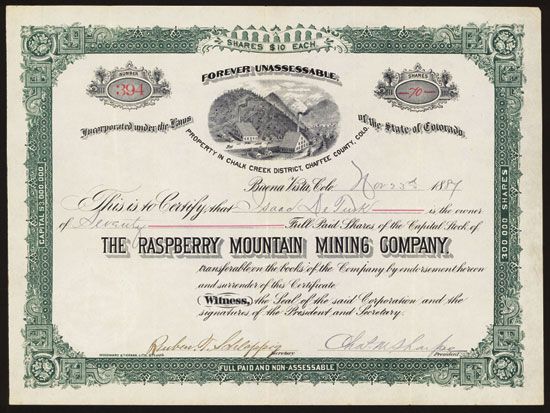 SHARES $10 EACH
FOREVER UNASSESSABLE.
NUMBER
394
SHARES
70
Incorporated under the Laws
of the State of Colorado.
PROPERTY IN CHALK CREEK DISTRICT, CHAFFEE COUNTY, COLO.
CAPITAL $3,000,000
300,000 SHARES
Buena Vista, Colo. Nov 1887
This is to Certify, that Isaac De Turk is the owner
of Seventy Full Paid Shares of the Capital Stock of
THE RASPBERRY MOUNTAIN MINING COMPANY,
transferable on the books of the Company by endorsement hereon
and surrender of this Certificate
Witness, the Seal of the said Corporation and the
signatures of the President and Secretary.
Secretary
President
FULL PAID AND NON-ASSESSABLE